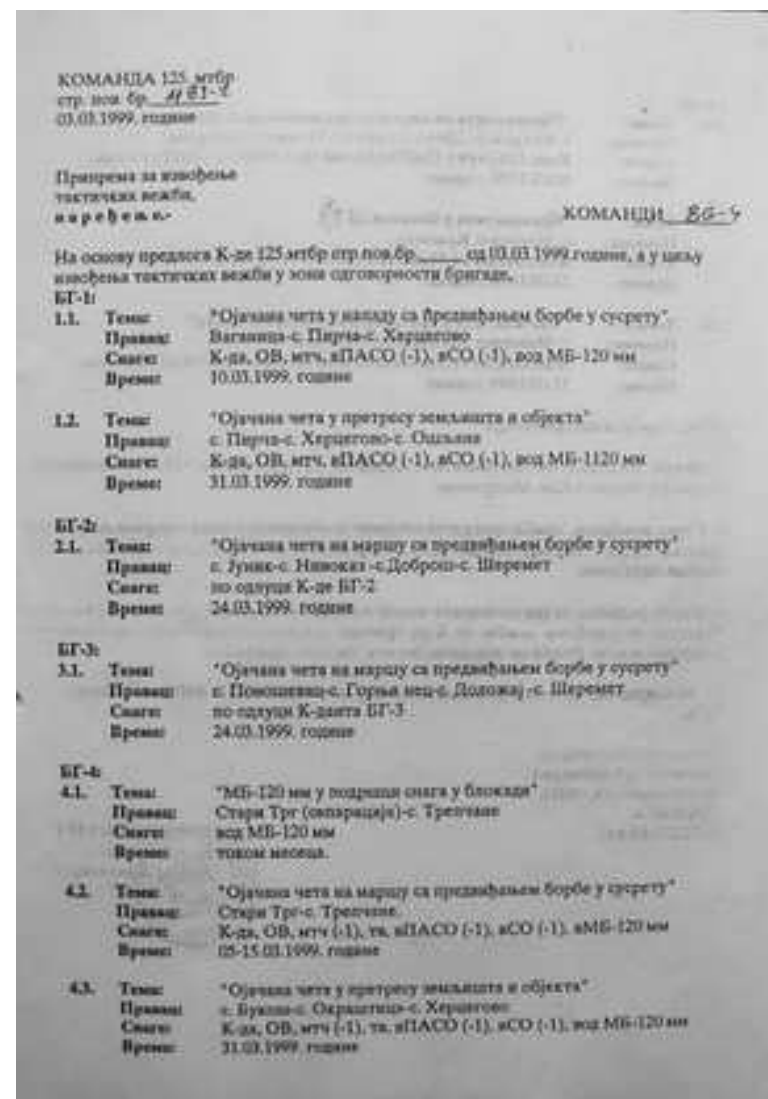 КОМАНДА 125. мтбр
стр. пов. бр.
03.03.1999. године
Припрема за извођење
тактичких вежби,
н а р е ђ е њ е.-
КОМАНДИ BG-4
На основу предлога К-де 125.мтбр стр.пов.бр.______ од 03.03.1999.године, а у циљу
извођења тактичких вежби у зони одговорности бригаде,
БГ-1:
1.1. Тема: "Ојачана чета у нападу са предвиђањем борбе у сусрету".
Правац: Ваганица-с. Пирча-с. Херцегово
Снаге: К-да, ОВ, мтч, вПАСО (-1), вСО (-1), вод МБ-120 мм
Време: 10.03.1999. године
1.2. Тема: "Ојачана чета у претресу земљишта и објекта"
Правац: с. Пирча-с. Херцегово-с. Ошљана
Снаге: К-да, ОВ, мтч, вПАСО (-1), вСО (-1), вод МБ-1120 мм
Време: 31.03.1999. године
БГ-2:
2.1. Тема: "Ојачана чета на маршу са предвиђањем борбе у сусрету"
Правац: с. Јуник-с. Нивоказ -с.Доброш-с. Шеремет
Снаге: по одлуци К-де БГ-2
Време: 24.03.1999. године
БГ-3:
3.1. Тема: "Ојачана чета на маршу са предвиђањем борбе у сусрету"
Правац: с. Поношевац-с. Горњи нец-с. Доложај -с. Шеремет
Снаге: по одлуци К-данта БГ-3
Време: 24.03.1999. године
БГ-4:
4.1. Тема: "МБ-120 мм у подршци снага у блокади"
Правац: Стари Трг (сепарација)-с. Трепчане
Снаге: вод МБ-120 мм
Време: током месеца.
4.2. Тема: "Ојачана чета на маршу са предвиђањем борбе у сусрету"
Правац: Стари Трг-с. Трепчане.
Снаге: К-да, ОВ, мтч (-1), тв, вПАСО (-1), вСО (-1), вМБ-120 мм
Време: 05-15.03.1999. године
4.3. Тема: "Ојачана чета у претресу земљишта и објекта"
Правац: с. Букош-с. Окраштица-с. Херцегово
Снаге: К-да, ОВ, мтч (-1), тв, вПАСО (-1), вСО (-1), вод МБ-120 мм
Време: 31.03.1999. године